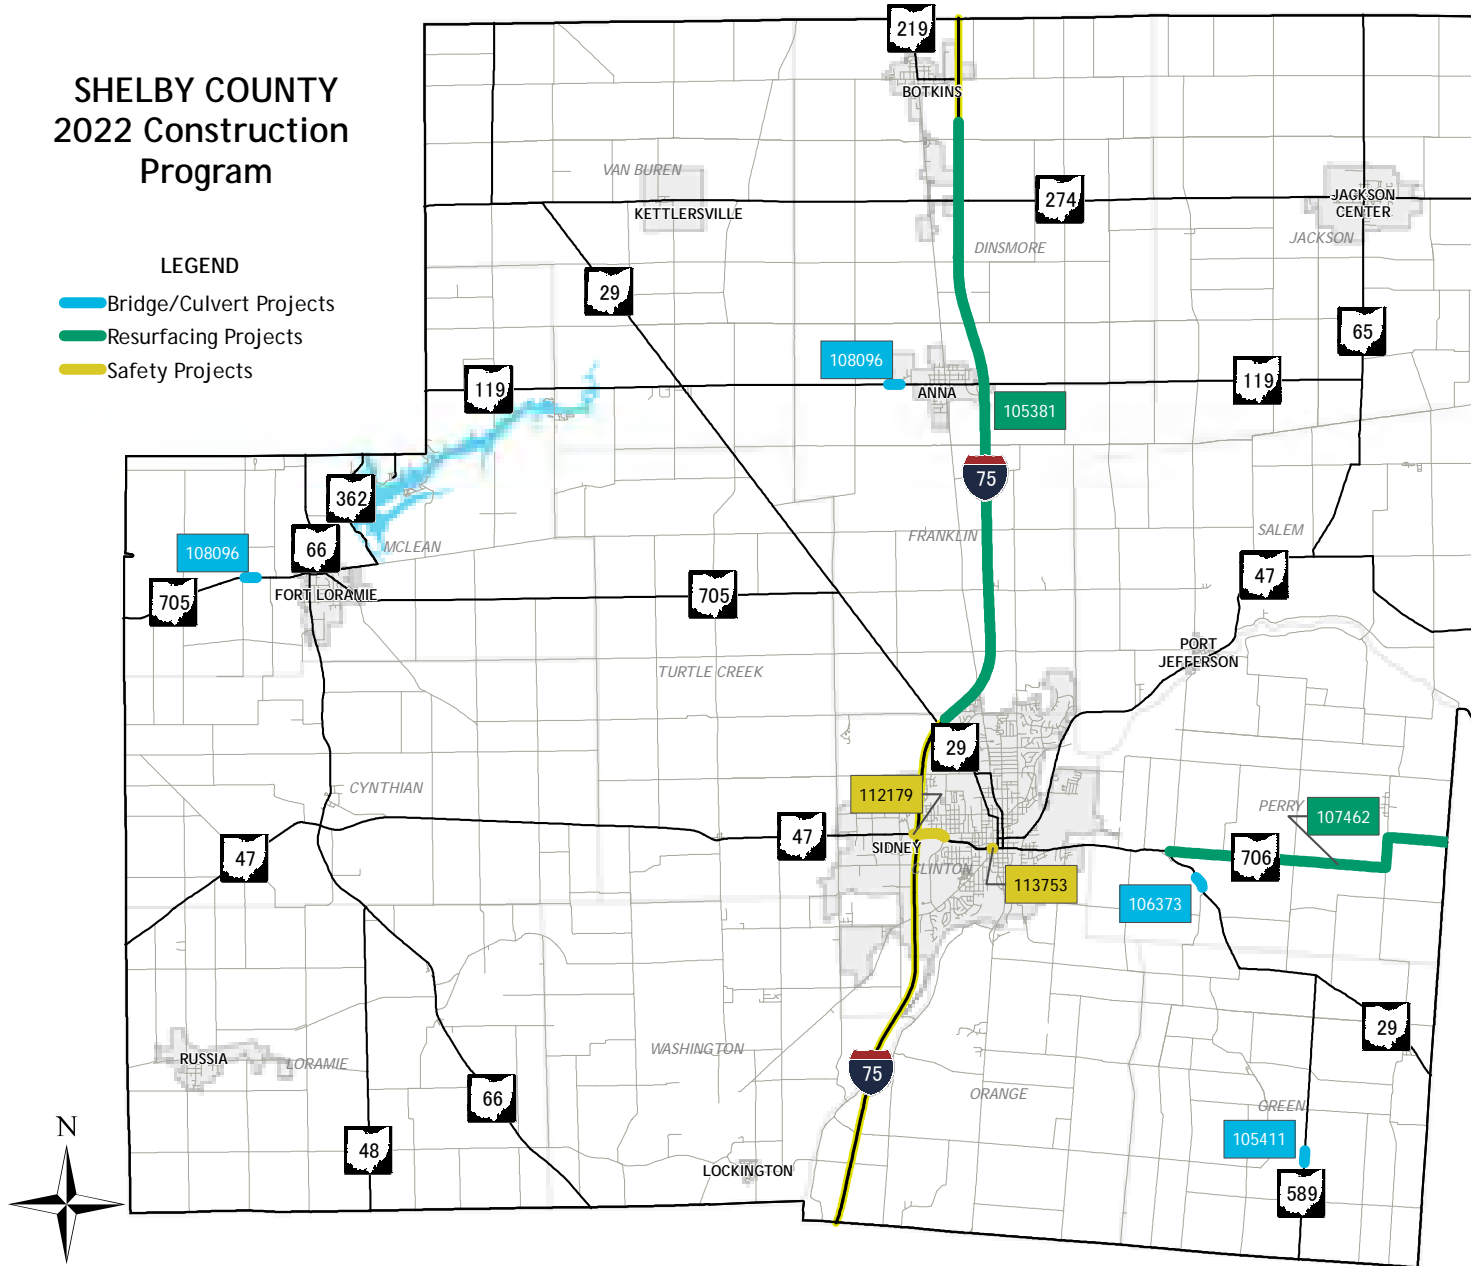 SHELBY COUNTY
2022 Construction
Program
LEGEND
Bridge/Culvert Projects
Resurfacing Projects
Safety Projects
219
BOTKINS
VAN BUREN
KETTLERSVILLE
274
JACKSON
CENTER
JACKSON
DINSMORE
29
65
108096
119
ANNA
119
105381
75
362
FRANKLIN
SALEM
66
MCLEAN
108096
47
705
FORT LORAMIE
705
PORT
JEFFERSON
TURTLE CREEK
29
CYNTHIAN
112179
PERRY
107462
47
47
SIDNEY
706
CLINTON
113753
106373
29
RUSSIA
LORAMIE
WASHINGTON
75
66
ORANGE
GREEN
105411
N
48
LOCKINGTON
589